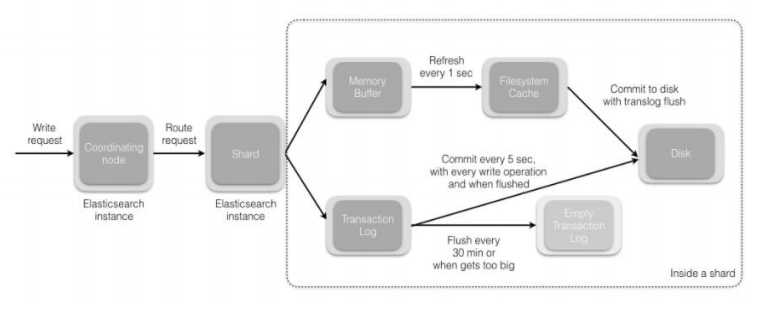 Write
request
Coordinating
node
Elasticsearch
instance
Route
request
Shard
Elasticsearch
instance
Memory
Buffer
Refresh
every 1 sec
Filesystem
Cache
Commit to disk
with translog flush
Disk
Commit every 5 sec,
with every write operation
and when flushed
Transaction
Log
Flush every
30 min or
when gets too big
Empty
Transaction
Log
Inside a shard